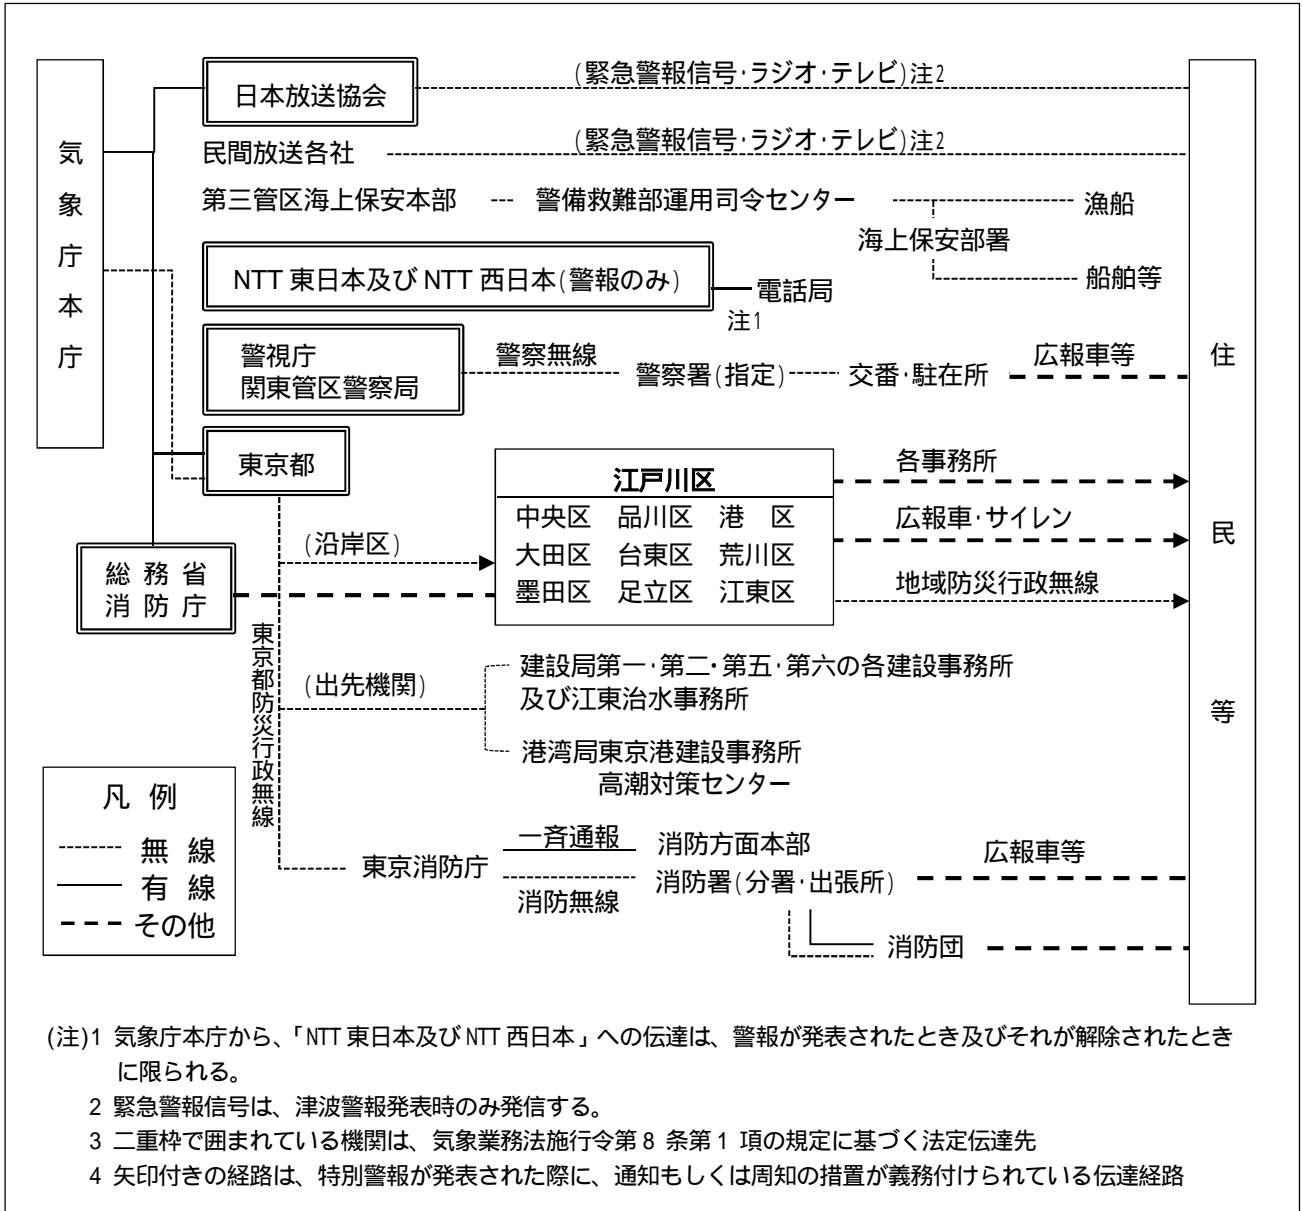 気象庁本庁
日本放送協会
(緊急警報信号・ラジオ・テレビ)注2
民間放送各社
(緊急警報信号・ラジオ・テレビ)注2
第三管区海上保安本部
警備救難部運用司令センター
漁船
海上保安部署
船舶等
NTT 東日本及び NTT 西日本(警報のみ)
電話局
注1
警視庁
関東管区警察局
警察無線
警察署(指定)
交番・駐在所
広報車等
住民等
東京都
(沿岸区)
江戸川区
中央区 品川区 港 区
大田区 台東区 荒川区
墨田区 足立区 江東区
各事務所
広報車・サイレン
地域防災行政無線
総 務 省
消 防 庁
東京都防災行政無線
(出先機関)
建設局第一・第二・第五・第六の各建設事務所
及び江東治水事務所
港湾局東京港建設事務所
高潮対策センター
凡 例
無 線
有 線
その他
東京消防庁
一斉通報
消防無線
消防方面本部
消防署(分署・出張所)
広報車等
消防団
(注)1 気象庁本庁から、「NTT 東日本及び NTT 西日本」への伝達は、警報が発表されたとき及びそれが解除されたとき
に限られる。
2 緊急警報信号は、津波警報発表時のみ発信する。
3 二重枠で囲まれている機関は、気象業務法施行令第 8 条第 1 項の規定に基づく法定伝達先
4 矢印付きの経路は、特別警報が発表された際に、通知もしくは周知の措置が義務付けられている伝達経路